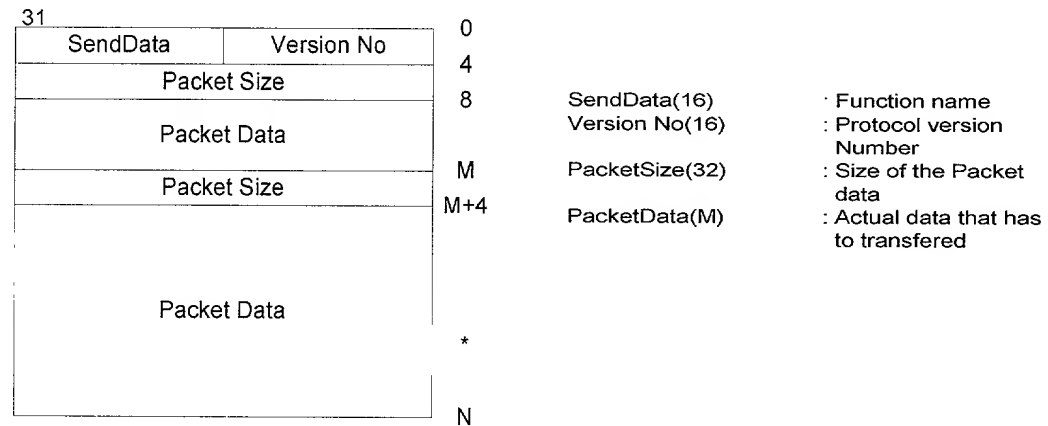 31
0
SendData Version No
4
Packet Size
8
Packet Data
M
Packet Size
M+4
Packet Data
*
N
SendData(16) : Function name
Version No(16) : Protocol version
Number
PacketSize(32) : Size of the Packet
data
PacketData(M) : Actual data that has
to transfered